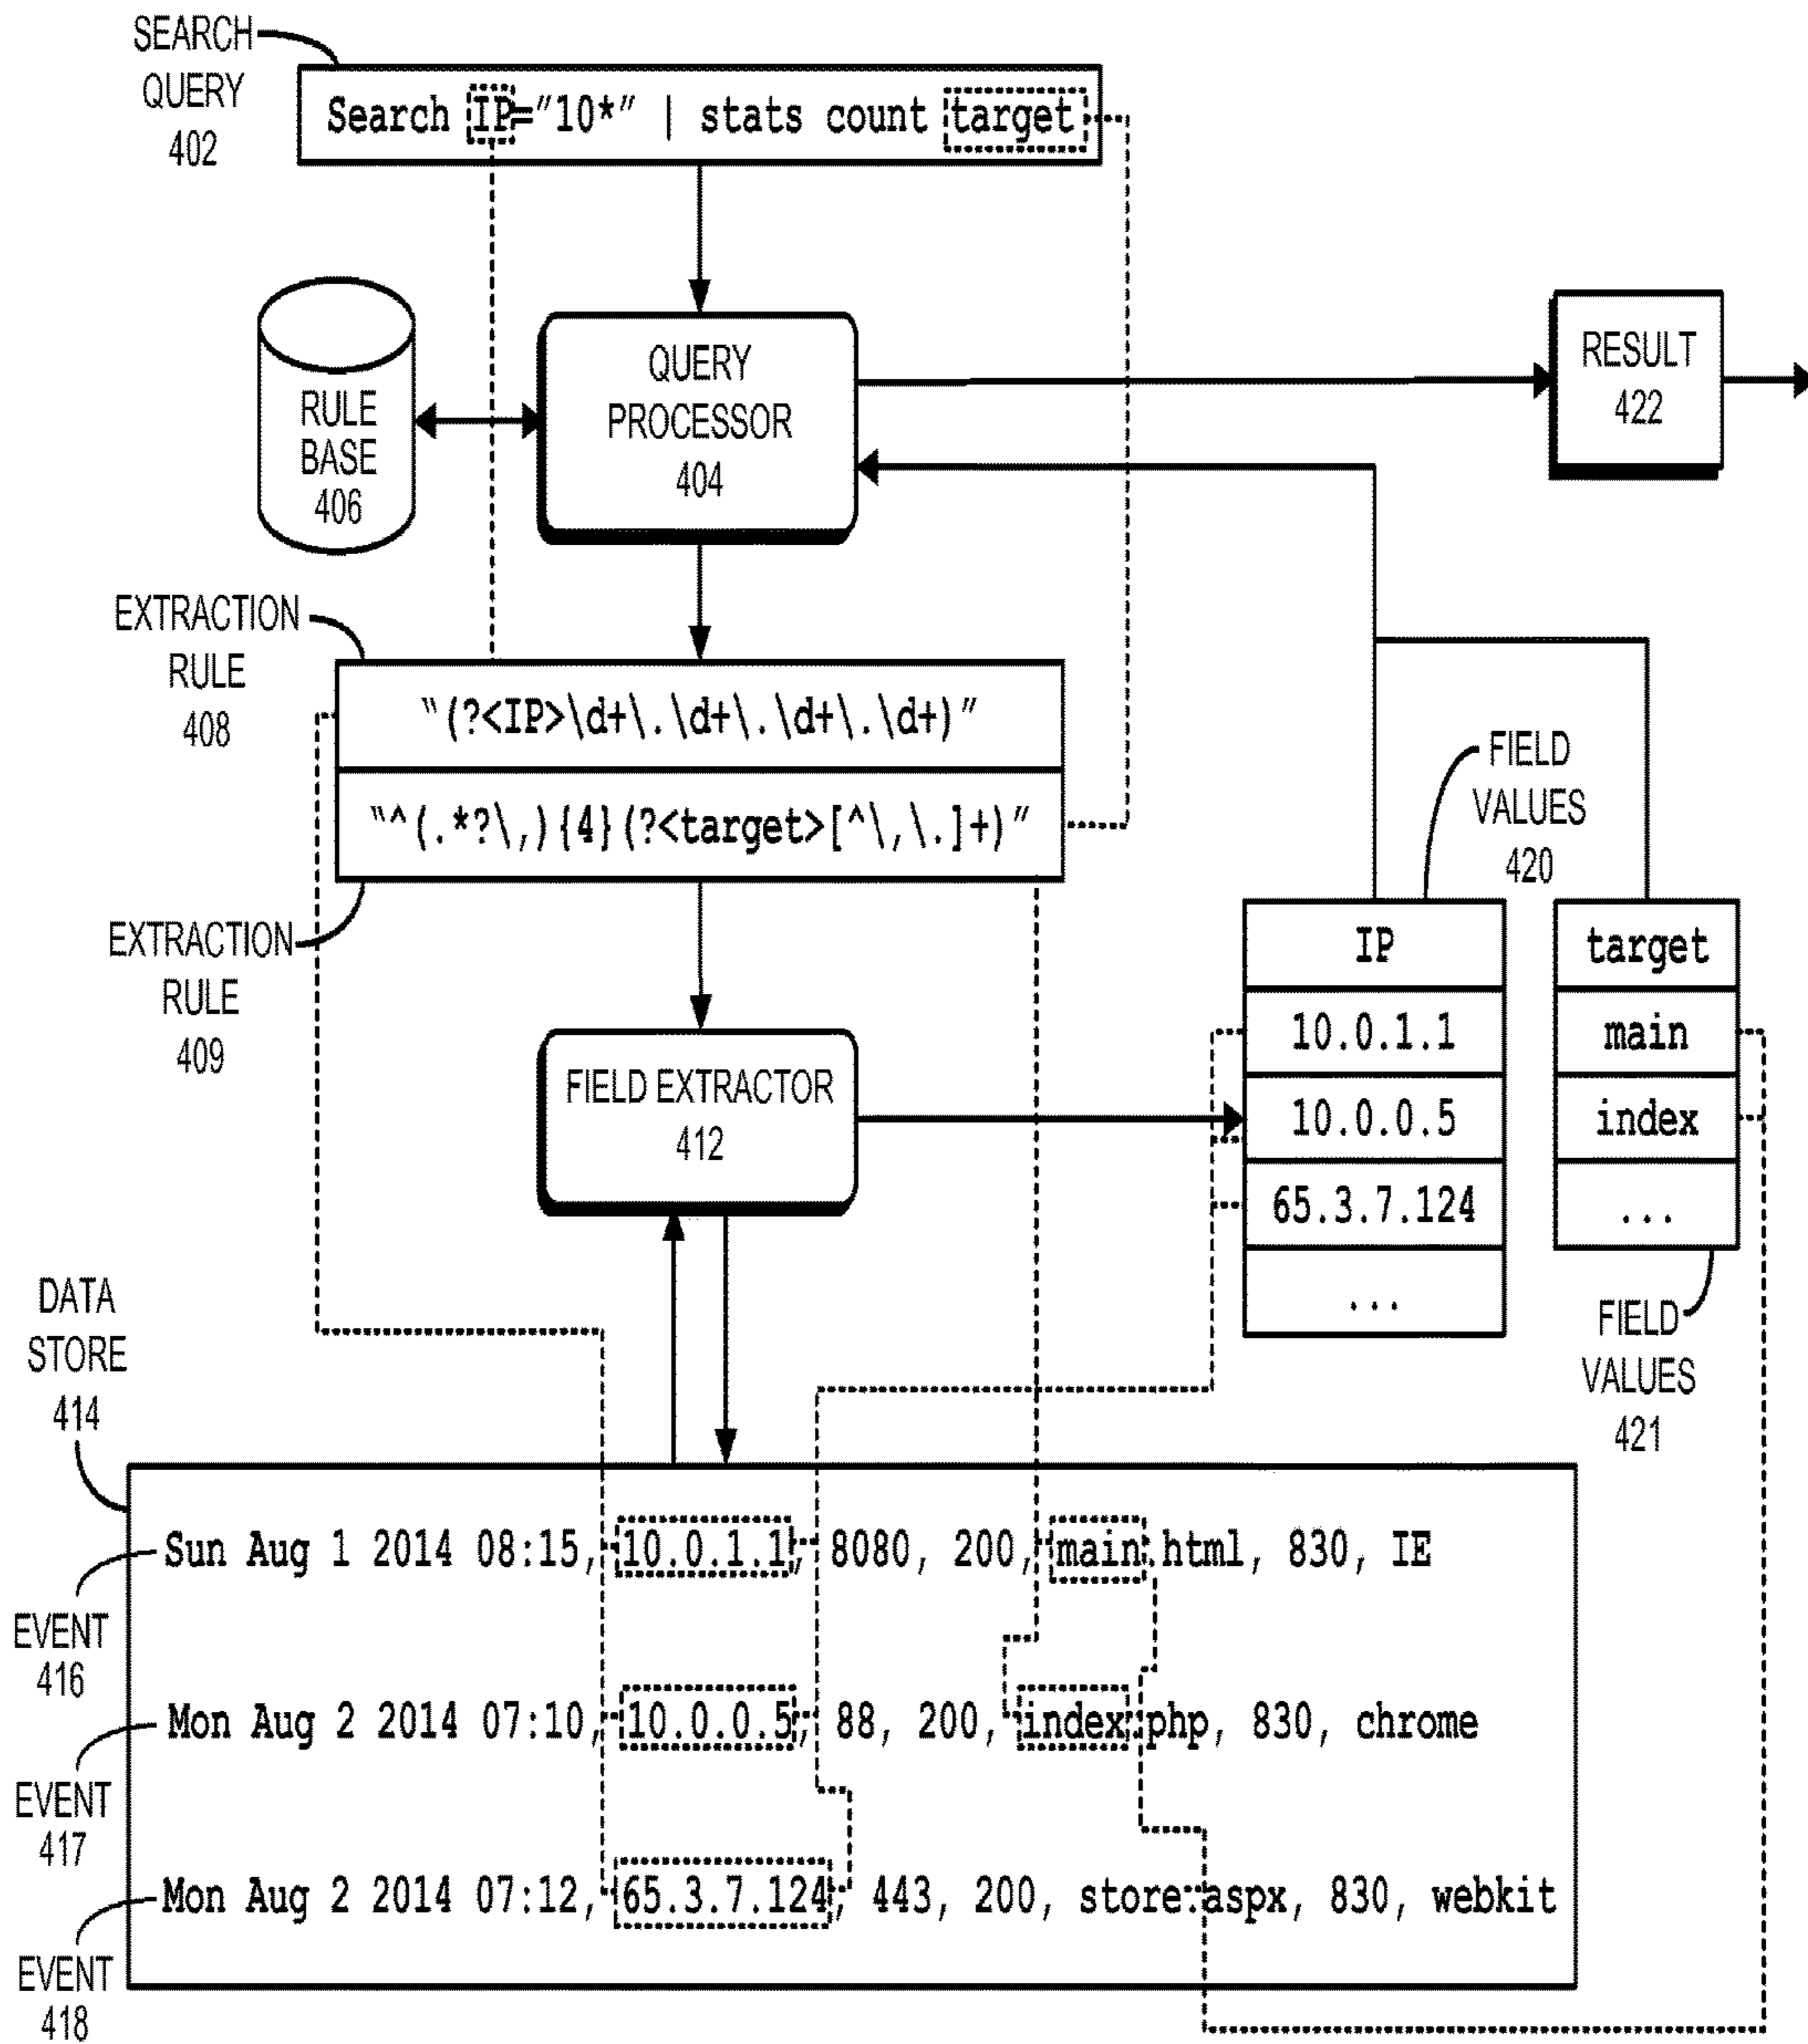 SEARCH
QUERY
402
Search IP="10*" | stats count target
RULE
BASE
406
QUERY
PROCESSOR
404
RESULT
422
EXTRACTION
RULE
408
"(?<IP>\d+\.\d+\.\d+\.\d+)"
"^(.*?\,){4}(?<target>[^\,\.]+)"
EXTRACTION
RULE
409
FIELD
VALUES
420
IP
10.0.1.1
10.0.0.5
65.3.7.124
...
target
main
index
...
FIELD
VALUES
421
FIELD EXTRACTOR
412
DATA
STORE
414
Sun Aug 1 2014 08:15, 10.0.1.1, 8080, 200, main.html, 830, IE
EVENT
416
Mon Aug 2 2014 07:10, 10.0.0.5, 88, 200, index.php, 830, chrome
EVENT
417
Mon Aug 2 2014 07:12, 65.3.7.124, 443, 200, store.aspx, 830, webkit
EVENT
418